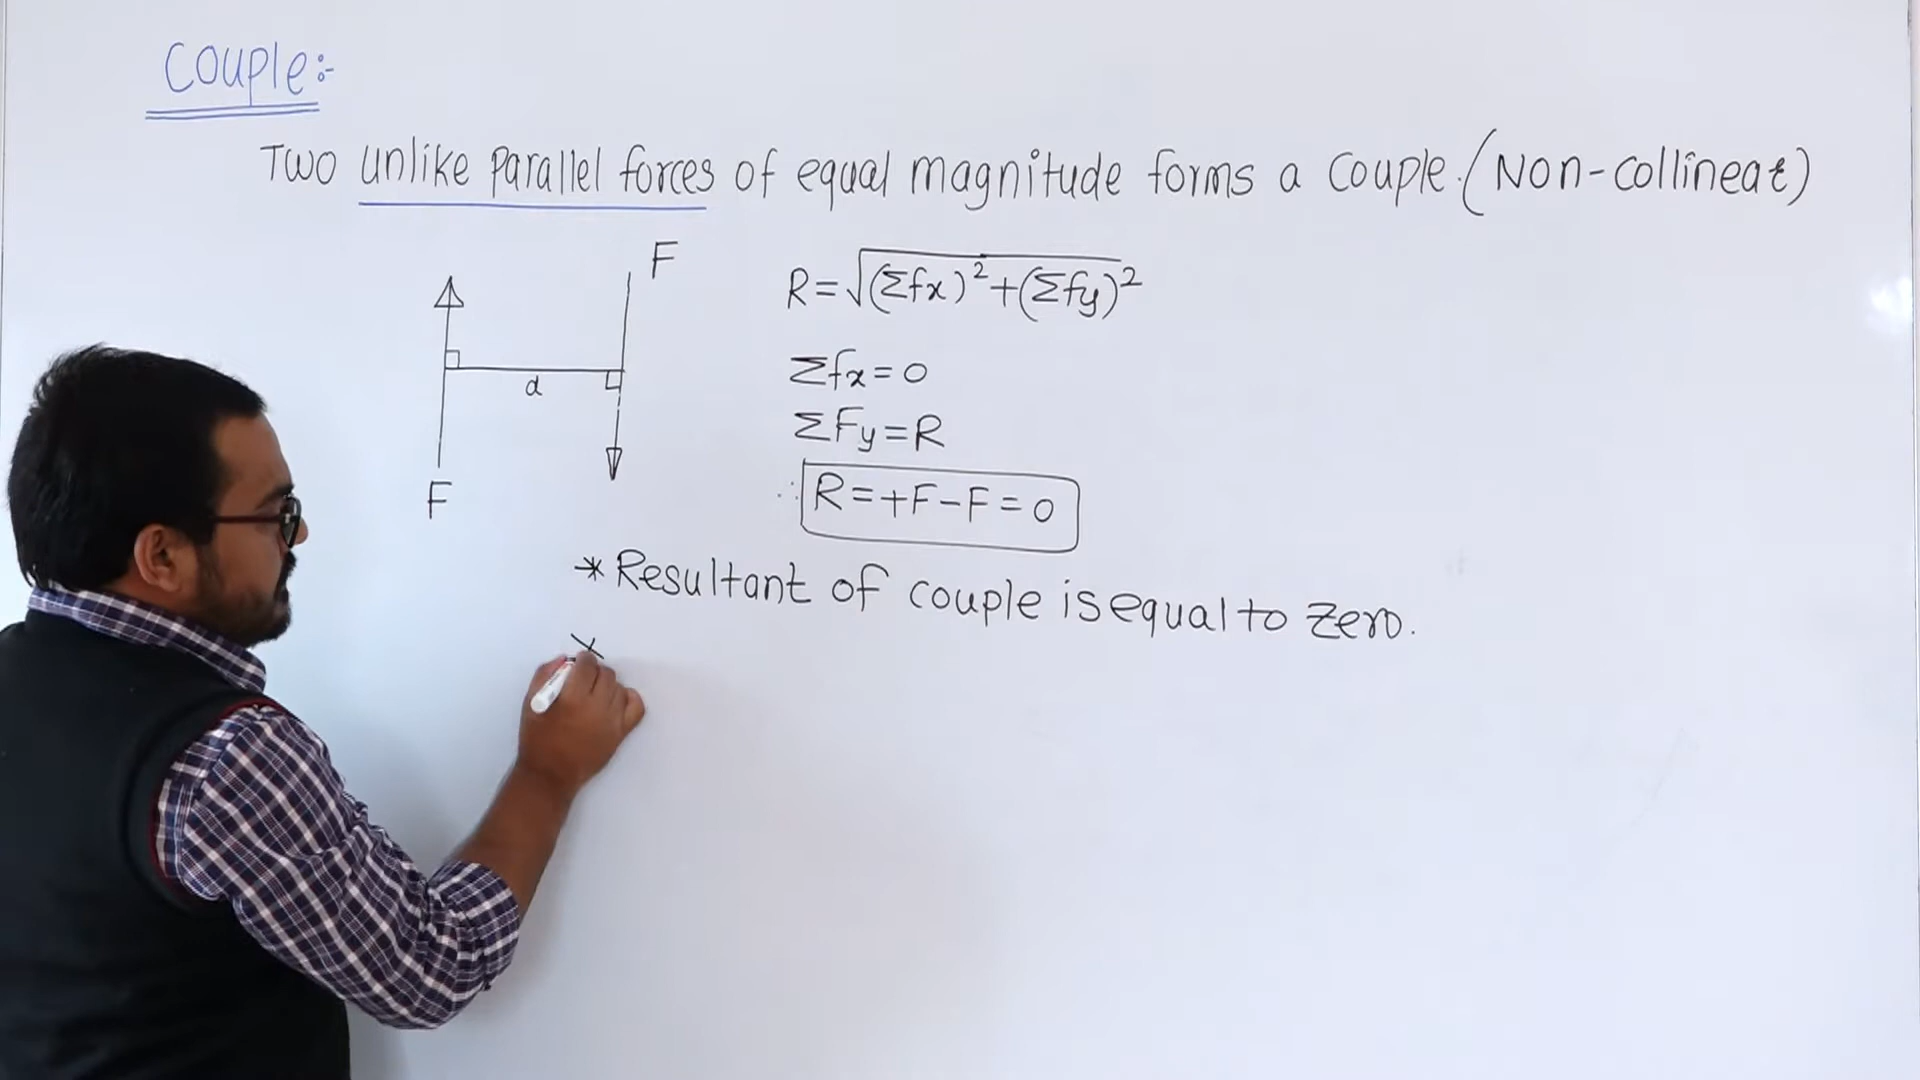 Couple:-
Two unlike parallel forces of equal magnitude forms a couple. (Non-collinear)
F
d
F
R=√(Σfx)²+(Σfy)²
Σfx=0
ΣFy=R
∴ R=+F-F=0
* Resultant of couple is equal to zero.